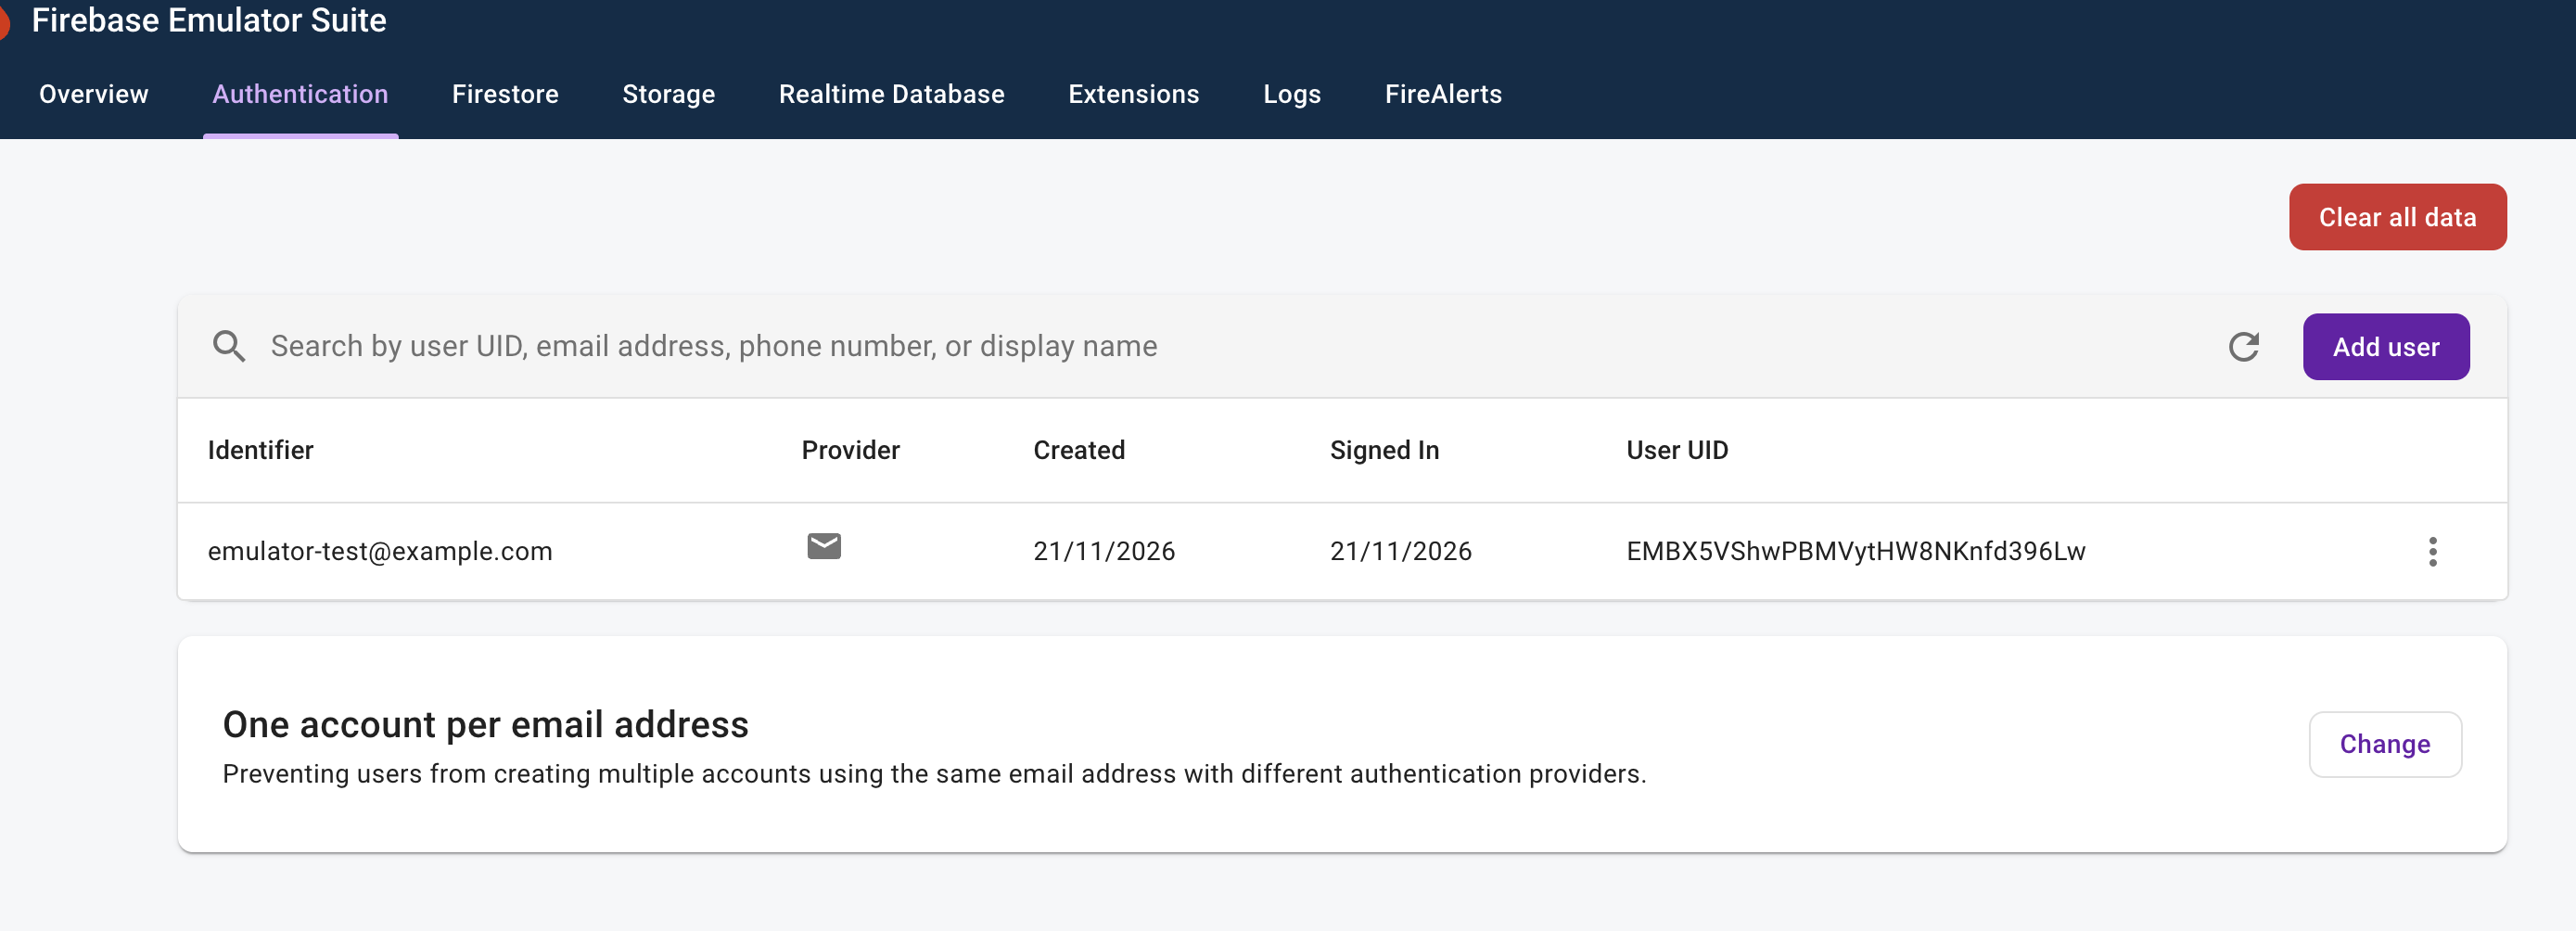 Firebase Emulator Suite
Overview Authentication Firestore Storage Realtime Database Extensions Logs FireAlerts
Clear all data
Search by user UID, email address, phone number, or display name
Add user
Identifier Provider Created Signed In User UID
emulator-test@example.com 21/11/2026 21/11/2026 EMBX5VShwPBMVytHW8NKnfd396Lw
One account per email address
Preventing users from creating multiple accounts using the same email address with different authentication providers.
Change